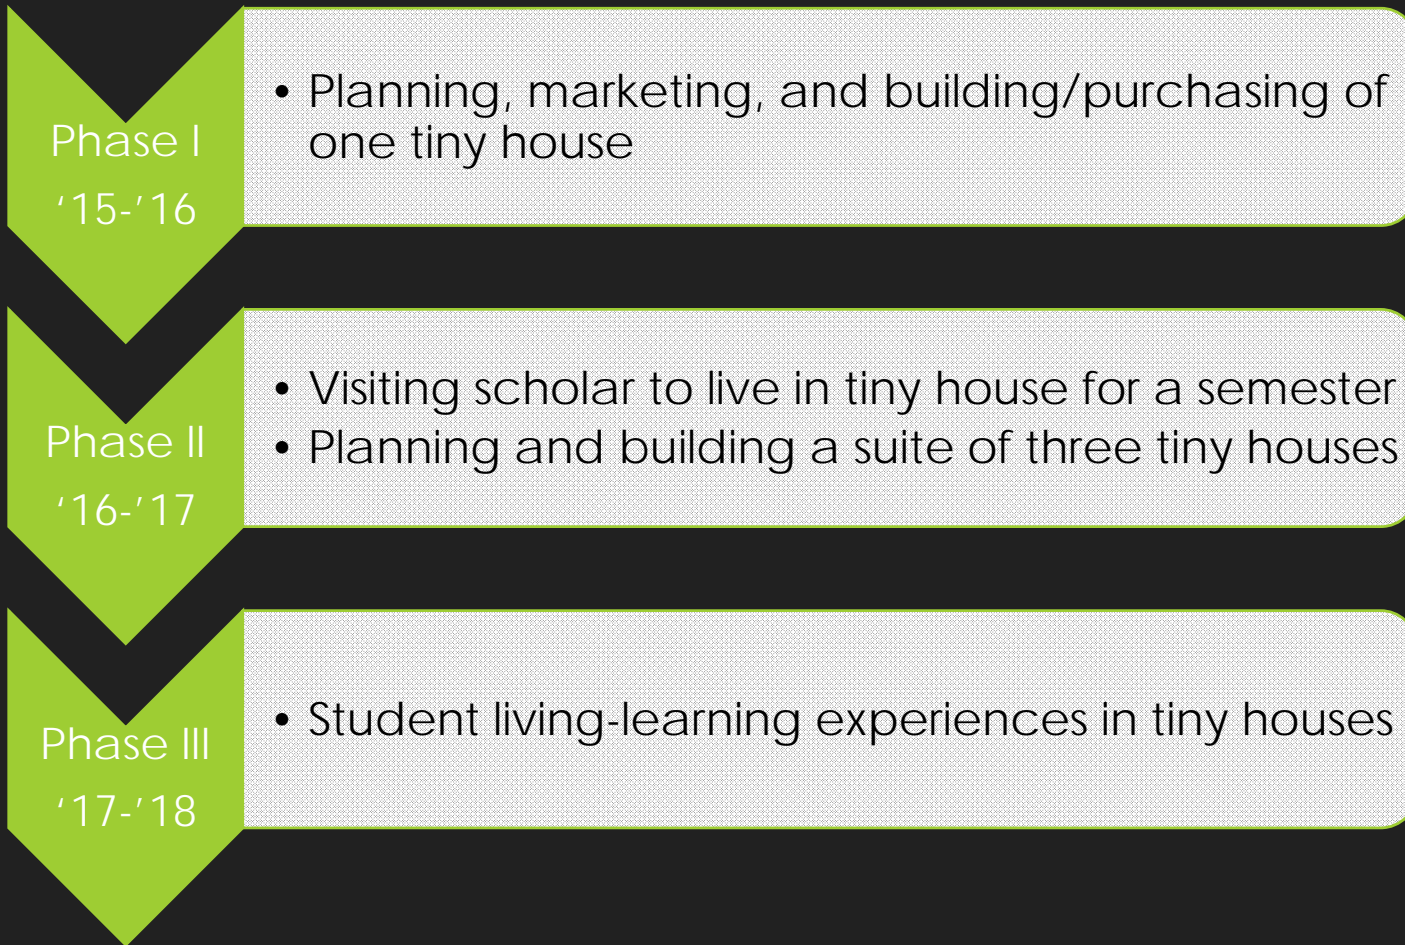 Phase I
‘15-’16
• Planning, marketing, and building/purchasing of
one tiny house
Phase II
‘16-’17
• Visiting scholar to live in tiny house for a semester
• Planning and building a suite of three tiny houses
Phase III
‘17-’18
• Student living-learning experiences in tiny houses